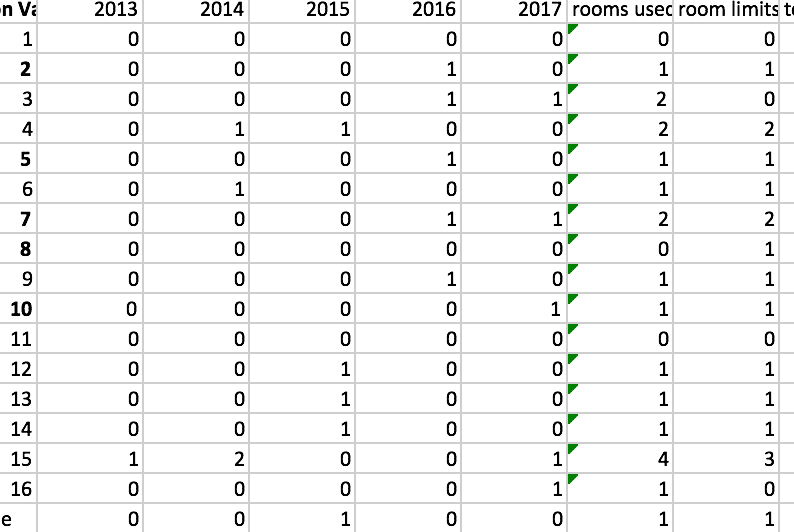 2013 2014 2015 2016 2017 rooms used room limits
1 0 0 0 0 0 0 0
2 0 0 0 1 0 1 1
3 0 0 0 1 1 2 0
4 0 1 1 0 0 2 2
5 0 0 0 1 0 1 1
6 0 1 0 0 0 1 1
7 0 0 0 1 1 2 2
8 0 0 0 0 0 0 1
9 0 0 0 1 0 1 1
10 0 0 0 0 1 1 1
11 0 0 0 0 0 0 0
12 0 0 1 0 0 1 1
13 0 0 1 0 0 1 1
14 0 0 1 0 0 1 1
15 1 2 0 0 1 4 3
16 0 0 0 0 1 1 0
e 0 0 1 0 0 1 1